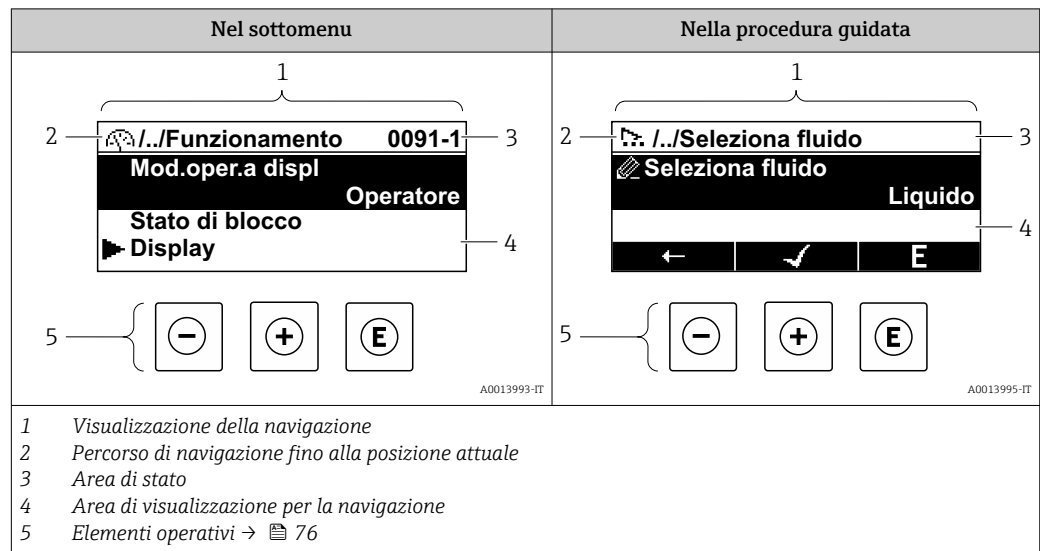 Nel sottomenu
Nella procedura guidata
1
2
/../Funzionamento 0091-1
3
Mod.oper.a displ
Operatore
Stato di blocco
Display
4
5
- + E
A0013993-IT
1
2
/../Seleziona fluido
3
Seleziona fluido
Liquido
4
← ✓ E
5
- + E
A0013995-IT
1 Visualizzazione della navigazione
2 Percorso di navigazione fino alla posizione attuale
3 Area di stato
4 Area di visualizzazione per la navigazione
5 Elementi operativi → 76